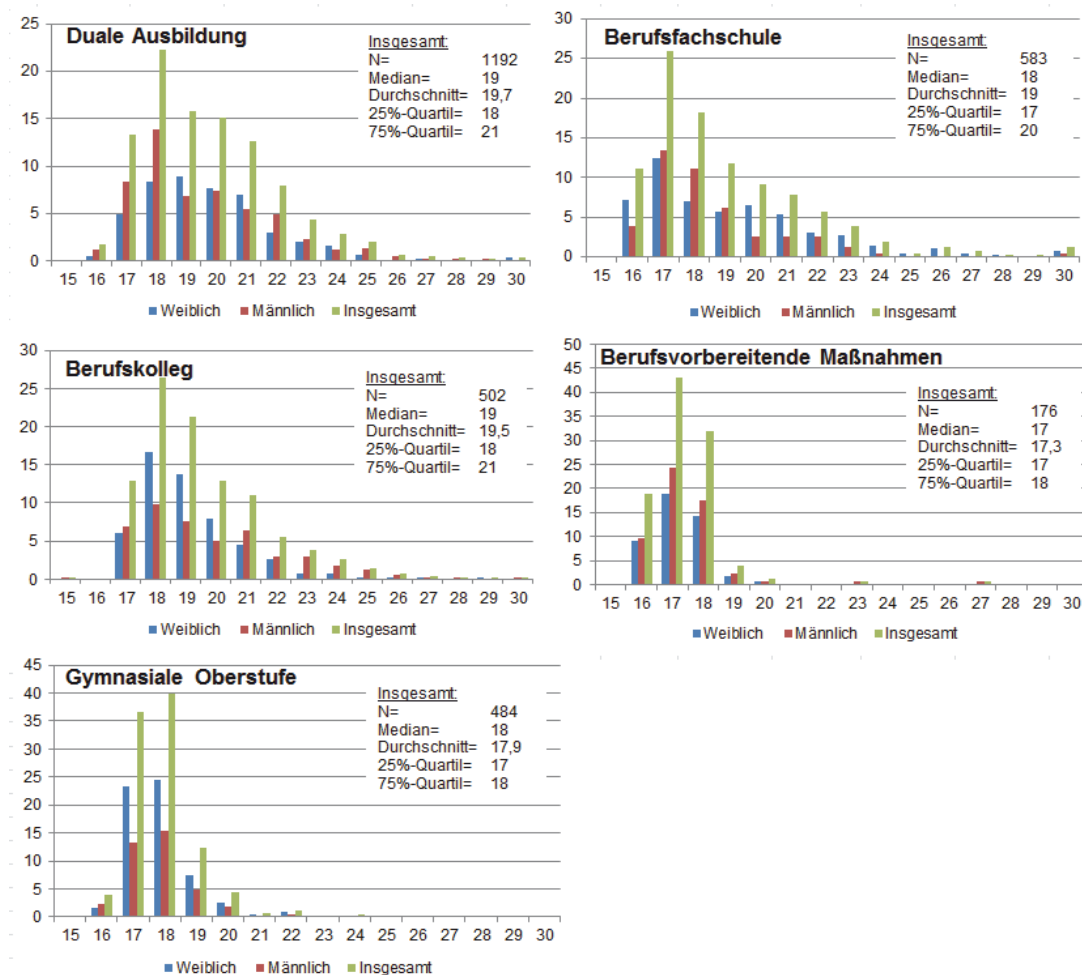 Duale Ausbildung
Insgesamt:
N= 1192
Median= 19
Durchschnitt= 19,7
25%-Quartil= 18
75%-Quartil= 21
25
20
15
10
5
0
15 16 17 18 19 20 21 22 23 24 25 26 27 28 29 30
Weiblich Männlich Insgesamt
Berufsfachschule
Insgesamt:
N= 583
Median= 18
Durchschnitt= 19
25%-Quartil= 17
75%-Quartil= 20
30
25
20
15
10
5
0
15 16 17 18 19 20 21 22 23 24 25 26 27 28 29 30
Weiblich Männlich Insgesamt
Berufskolleg
Insgesamt:
N= 502
Median= 19
Durchschnitt= 19,5
25%-Quartil= 18
75%-Quartil= 21
30
25
20
15
10
5
0
15 16 17 18 19 20 21 22 23 24 25 26 27 28 29 30
Weiblich Männlich Insgesamt
Berufsvorbereitende Maßnahmen
Insgesamt:
N= 176
Median= 17
Durchschnitt= 17,3
25%-Quartil= 17
75%-Quartil= 18
50
45
40
35
30
25
20
15
10
5
0
15 16 17 18 19 20 21 22 23 24 25 26 27 28 29 30
Weiblich Männlich Insgesamt
Gymnasiale Oberstufe
Insgesamt:
N= 484
Median= 18
Durchschnitt= 17,9
25%-Quartil= 17
75%-Quartil= 18
45
40
35
30
25
20
15
10
5
0
15 16 17 18 19 20 21 22 23 24 25 26 27 28 29 30
Weiblich Männlich Insgesamt